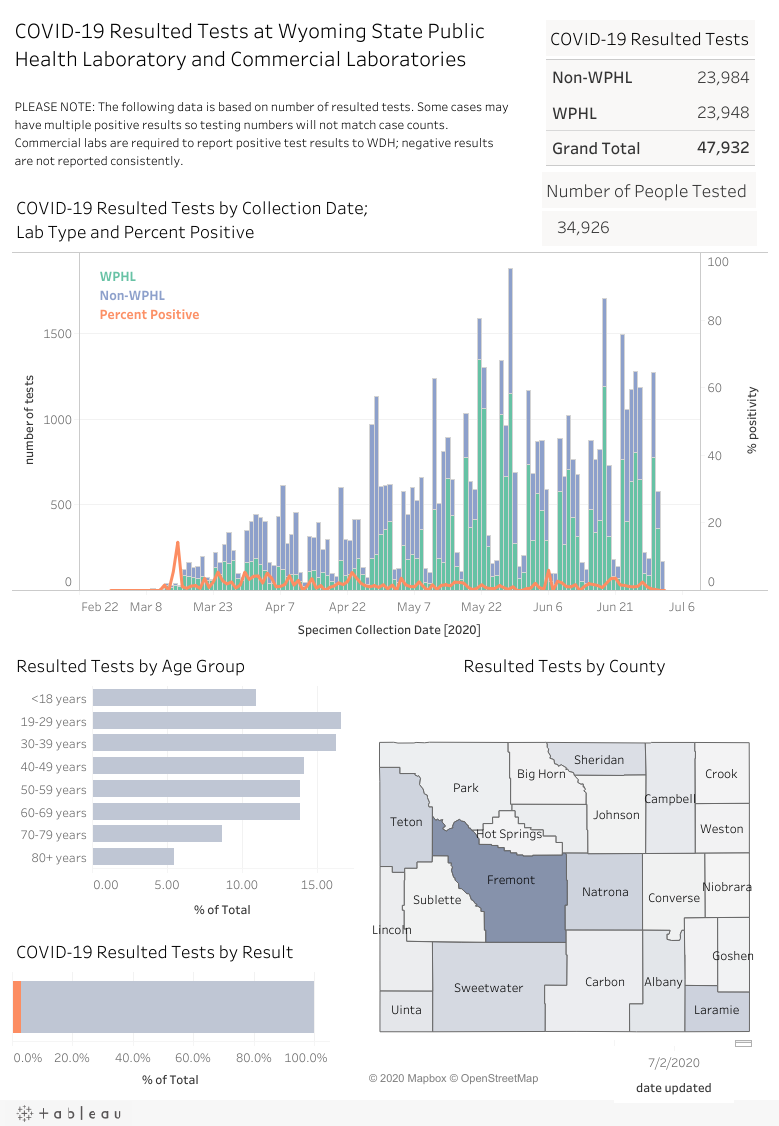 COVID-19 Resulted Tests at Wyoming State Public
Health Laboratory and Commercial Laboratories
PLEASE NOTE: The following data is based on number of resulted tests. Some cases may
have multiple positive results so testing numbers will not match case counts.
Commercial labs are required to report positive test results to WDH; negative results
are not reported consistently.
COVID-19 Resulted Tests
Non-WPHL 23,984
WPHL 23,948
Grand Total 47,932
Number of People Tested
34,926
COVID-19 Resulted Tests by Collection Date;
Lab Type and Percent Positive
WPHL
Non-WPHL
Percent Positive
number of tests
1500
1000
500
0
100
80
60
40
20
0
% positivity
Feb 22 Mar 8 Mar 23 Apr 7 Apr 22 May 7 May 22 Jun 6 Jun 21 Jul 6
Specimen Collection Date [2020]
Resulted Tests by Age Group
<18 years
19-29 years
30-39 years
40-49 years
50-59 years
60-69 years
70-79 years
80+ years
0.00 5.00 10.00 15.00
% of Total
COVID-19 Resulted Tests by Result
0.0% 20.0% 40.0% 60.0% 80.0% 100.0%
% of Total
Resulted Tests by County
Sheridan
Big Horn
Crook
Park
Campbell
Johnson
Teton
Weston
Hot Springs
Fremont
Natrona
Niobrara
Converse
Sublette
Lincoln
Goshen
Sweetwater
Carbon
Albany
Uinta
Laramie
© 2020 Mapbox © OpenStreetMap
7/2/2020
date updated
+ a b l e a u